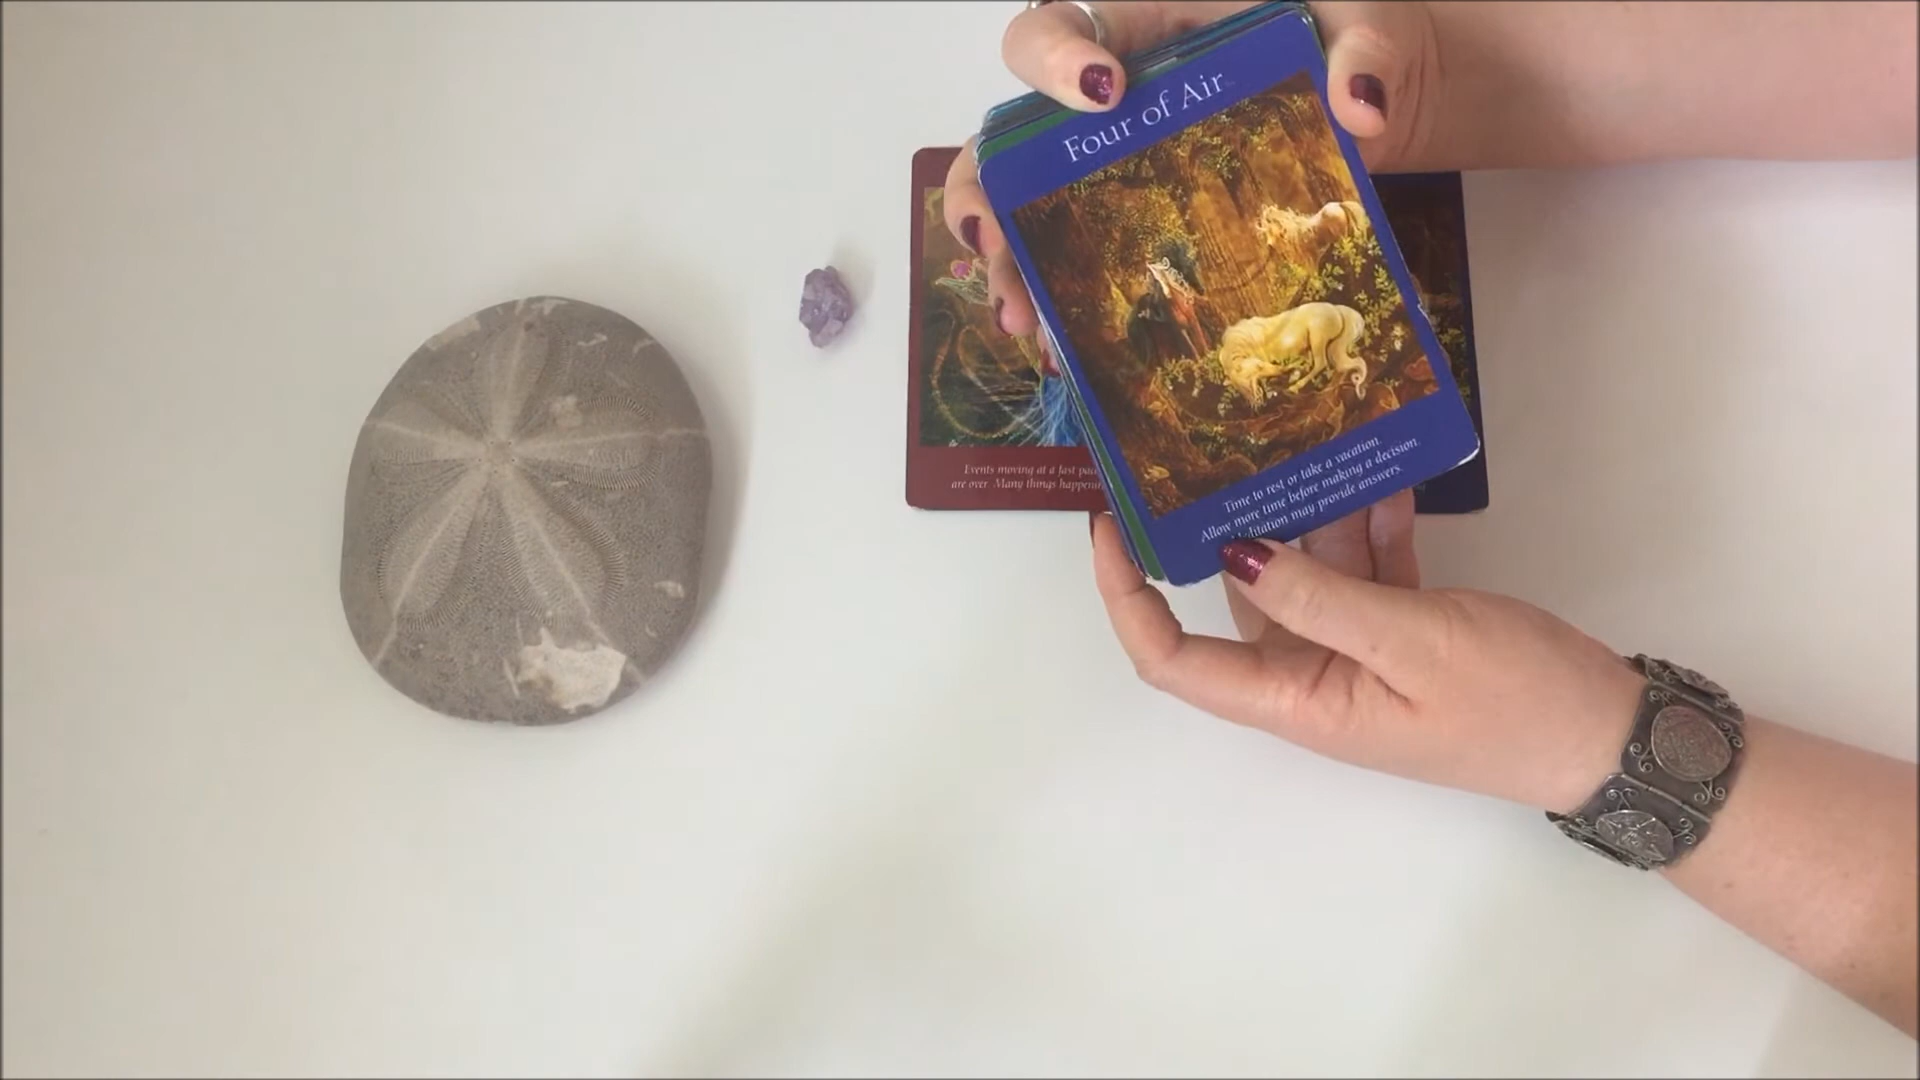 Four of Air
Time to rest or take a vacation.
Allow more time before making a decision.
Meditation may provide answers.
Events moving at a fast pace
are over. Many things happening